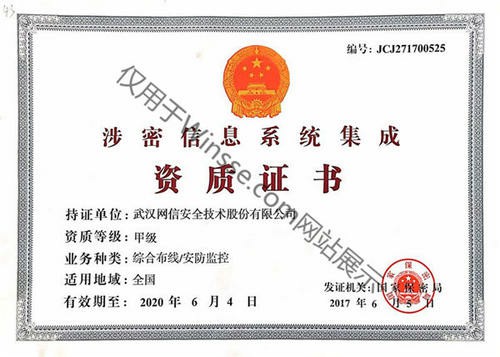 编号: JCJ271700525
涉密信息系统集成
资质证书
持证单位: 武汉网信安全技术股份有限公司
资质等级: 甲级
业务种类: 综合布线/安防监控
适用地域: 全国
有效期至: 2020 年 6 月 4 日
发证机关: 国家保密局
2017 年 6 月 5 日
国家保密局
仅用于Winsse.com网站展示